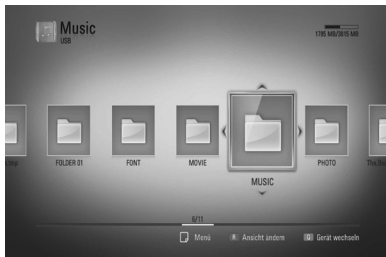 Music
USB
1785 MB/3815 MB
FOLDER 01
FONT
MOVIE
MUSIC
PHOTO
6/11
Menü
R Ansicht ändern
Q Gerät wechseln